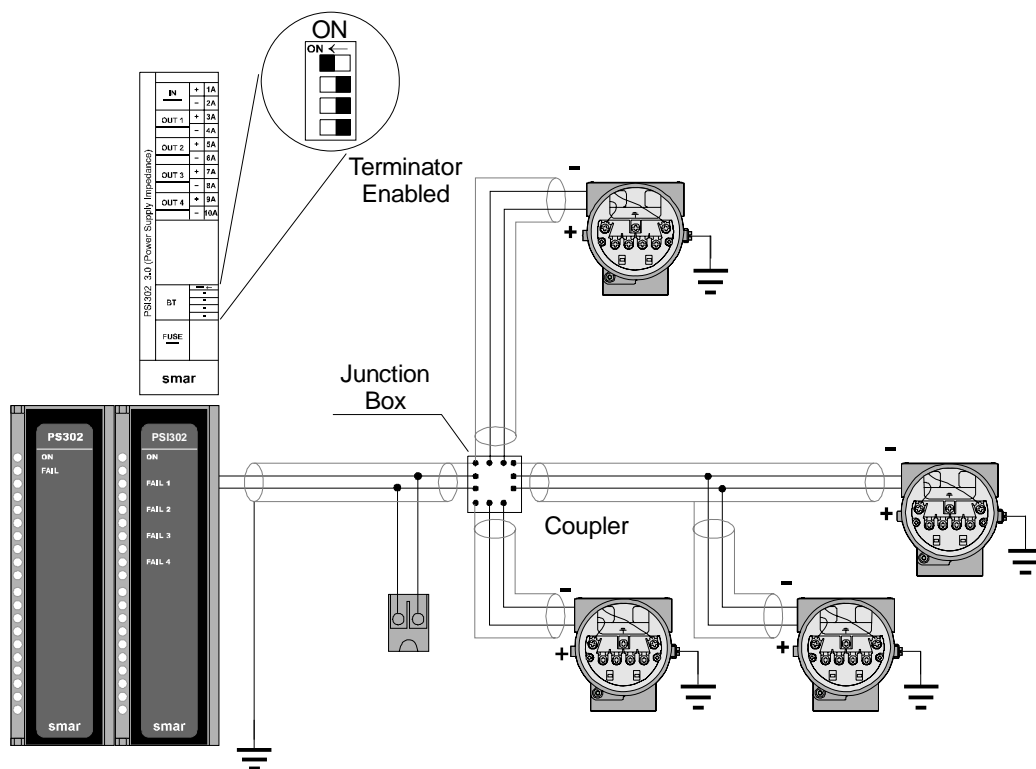 ON
ON ←
IN + 1A
− 2A
OUT 1 + 3A
− 4A
OUT 2 + 5A
− 6A
OUT 3 + 7A
− 8A
OUT 4 + 9A
− 10A
PSI302 3.0 (Power Supply Impedance)
BT
FUSE
smar
Terminator
Enabled
Junction
Box
Coupler
PS302
ON
FAIL
smar
PSI302
ON
FAIL 1
FAIL 2
FAIL 3
FAIL 4
smar
-
+
-
+
-
+
-
+